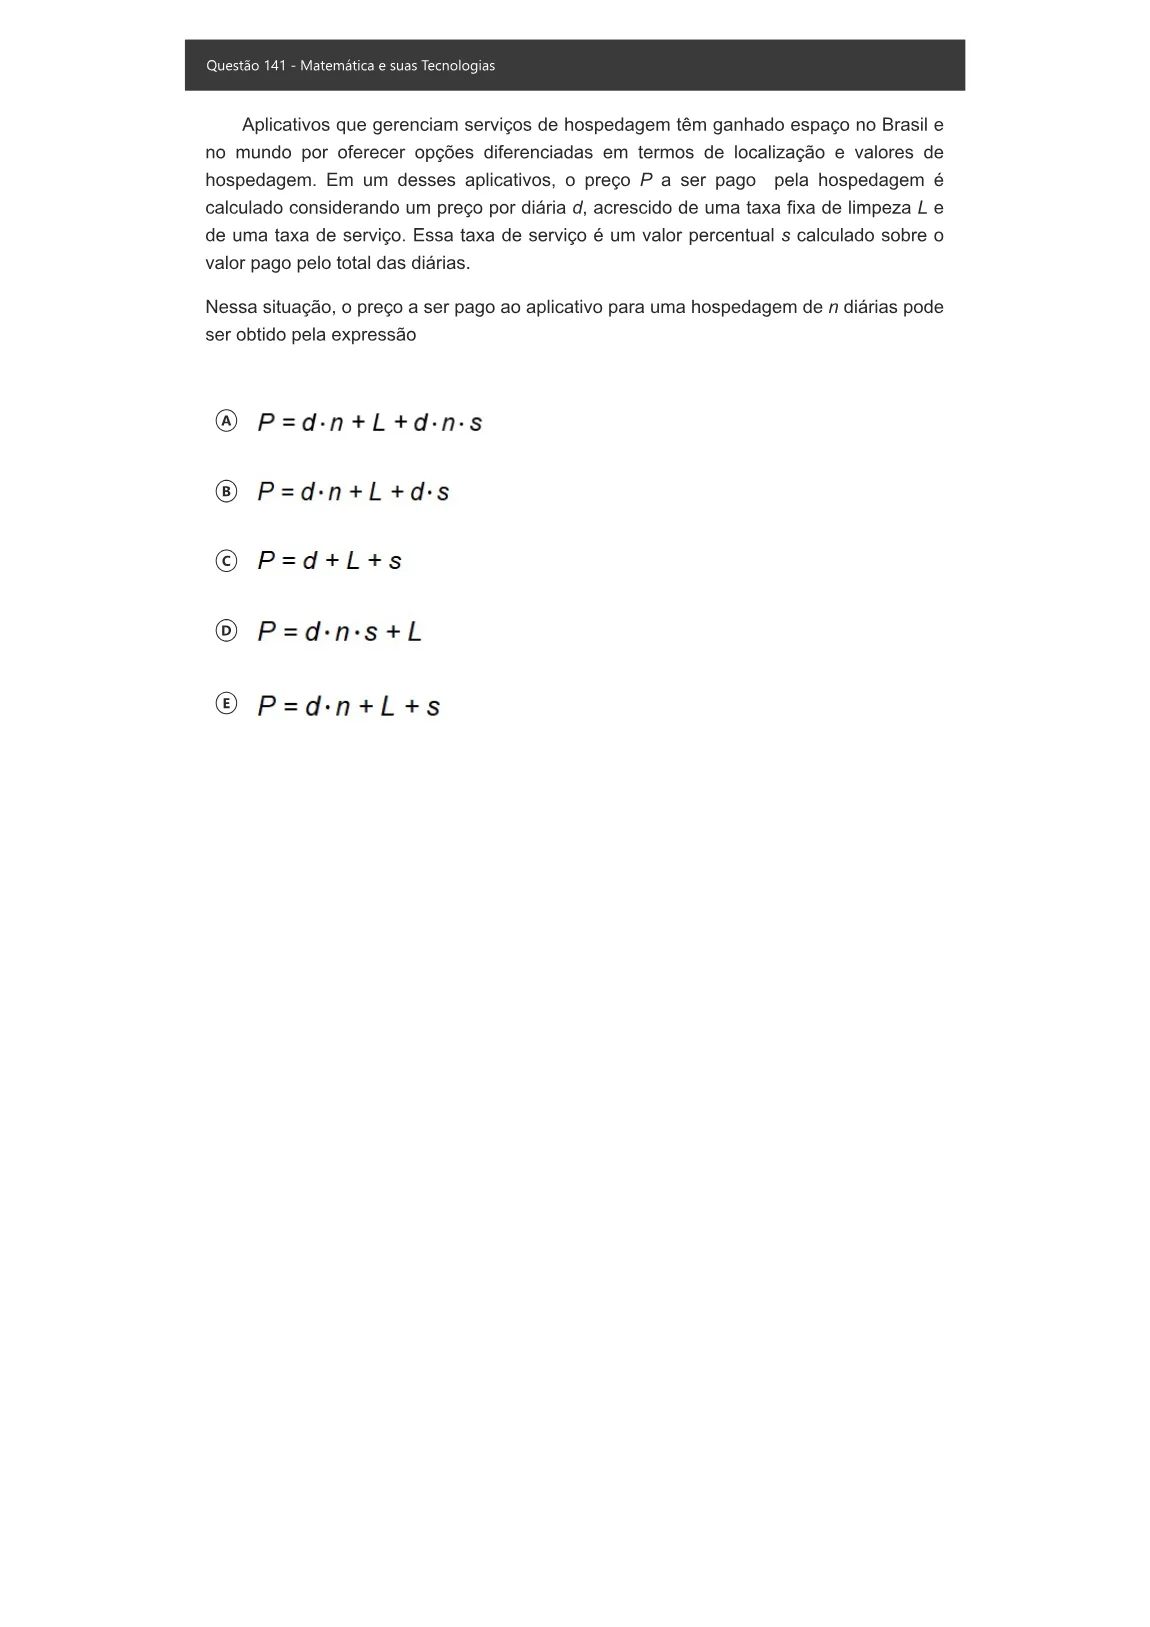 Questão 141 - Matemática e suas Tecnologias
Aplicativos que gerenciam serviços de hospedagem têm ganhado espaço no Brasil e
no mundo por oferecer opções diferenciadas em termos de localização e valores de
hospedagem. Em um desses aplicativos, o preço P a ser pago pela hospedagem é
calculado considerando um preço por diária d, acrescido de uma taxa fixa de limpeza L e
de uma taxa de serviço. Essa taxa de serviço é um valor percentual s calculado sobre o
valor pago pelo total das diárias.
Nessa situação, o preço a ser pago ao aplicativo para uma hospedagem de n diárias pode
ser obtido pela expressão
A P = d · n + L + d · n · s
B P = d · n + L + d · s
C P = d + L + s
D P = d · n · s + L
E P = d · n + L + s